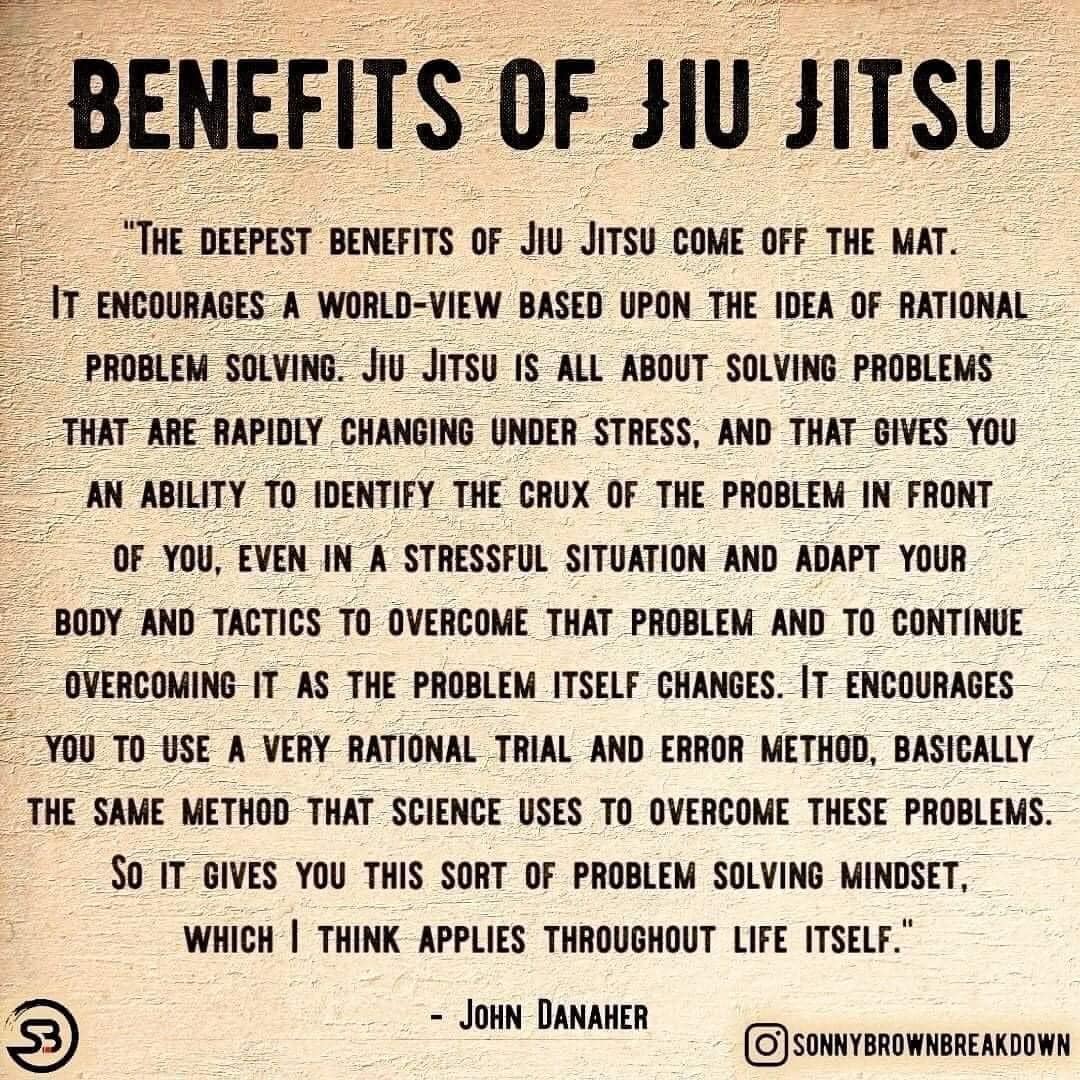 BENEFITS OF JIU JITSU
"THE DEEPEST BENEFITS OF JIU JITSU COME OFF THE MAT.
IT ENCOURAGES A WORLD-VIEW BASED UPON THE IDEA OF RATIONAL
PROBLEM SOLVING. JIU JITSU IS ALL ABOUT SOLVING PROBLEMS
THAT ARE RAPIDLY CHANGING UNDER STRESS, AND THAT GIVES YOU
AN ABILITY TO IDENTIFY THE CRUX OF THE PROBLEM IN FRONT
OF YOU, EVEN IN A STRESSFUL SITUATION AND ADAPT YOUR
BODY AND TACTICS TO OVERCOME THAT PROBLEM AND TO CONTINUE
OVERCOMING IT AS THE PROBLEM ITSELF CHANGES. IT ENCOURAGES
YOU TO USE A VERY RATIONAL TRIAL AND ERROR METHOD, BASICALLY
THE SAME METHOD THAT SCIENCE USES TO OVERCOME THESE PROBLEMS.
SO IT GIVES YOU THIS SORT OF PROBLEM SOLVING MINDSET,
WHICH I THINK APPLIES THROUGHOUT LIFE ITSELF."
- JOHN DANAHER
SB
SONNYBROWNBREAKDOWN